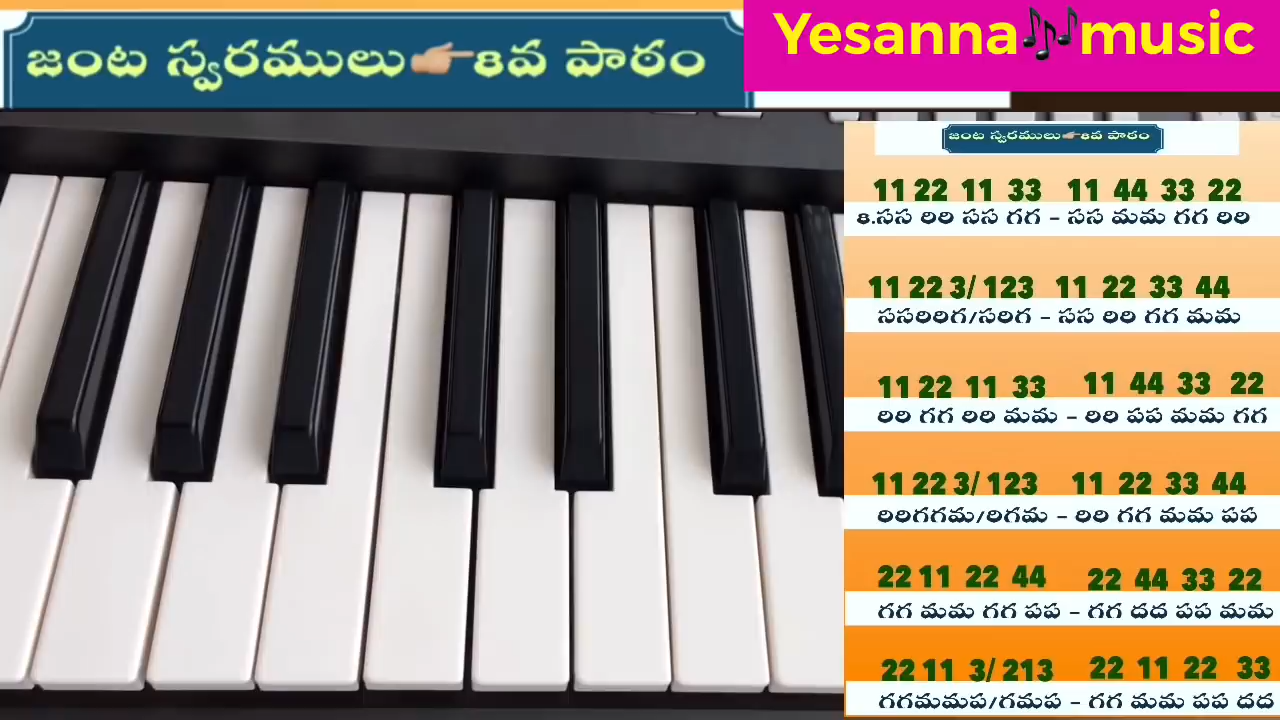 జంట స్వరములు👉8వ పాఠం
Yesanna🎶music
జంట స్వరములు👉8వ పాఠం
11 22 11 33 11 44 33 22
8.సస రిరి సస గగ – సస మమ గగ రిరి
11 22 3/ 123 11 22 33 44
ససరిరిగ/సరిగ – సస రిరి గగ మమ
11 22 11 33 11 44 33 22
రిరి గగ రిరి మమ – రిరి పప మమ గగ
11 22 3/ 123 11 22 33 44
రిరిగగమ/రిగమ – రిరి గగ మమ పప
22 11 22 44 22 44 33 22
గగ మమ గగ పప – గగ దద పప మమ
22 11 3/ 213 22 11 22 33
గగమమప/గమప – గగ మమ పప దద